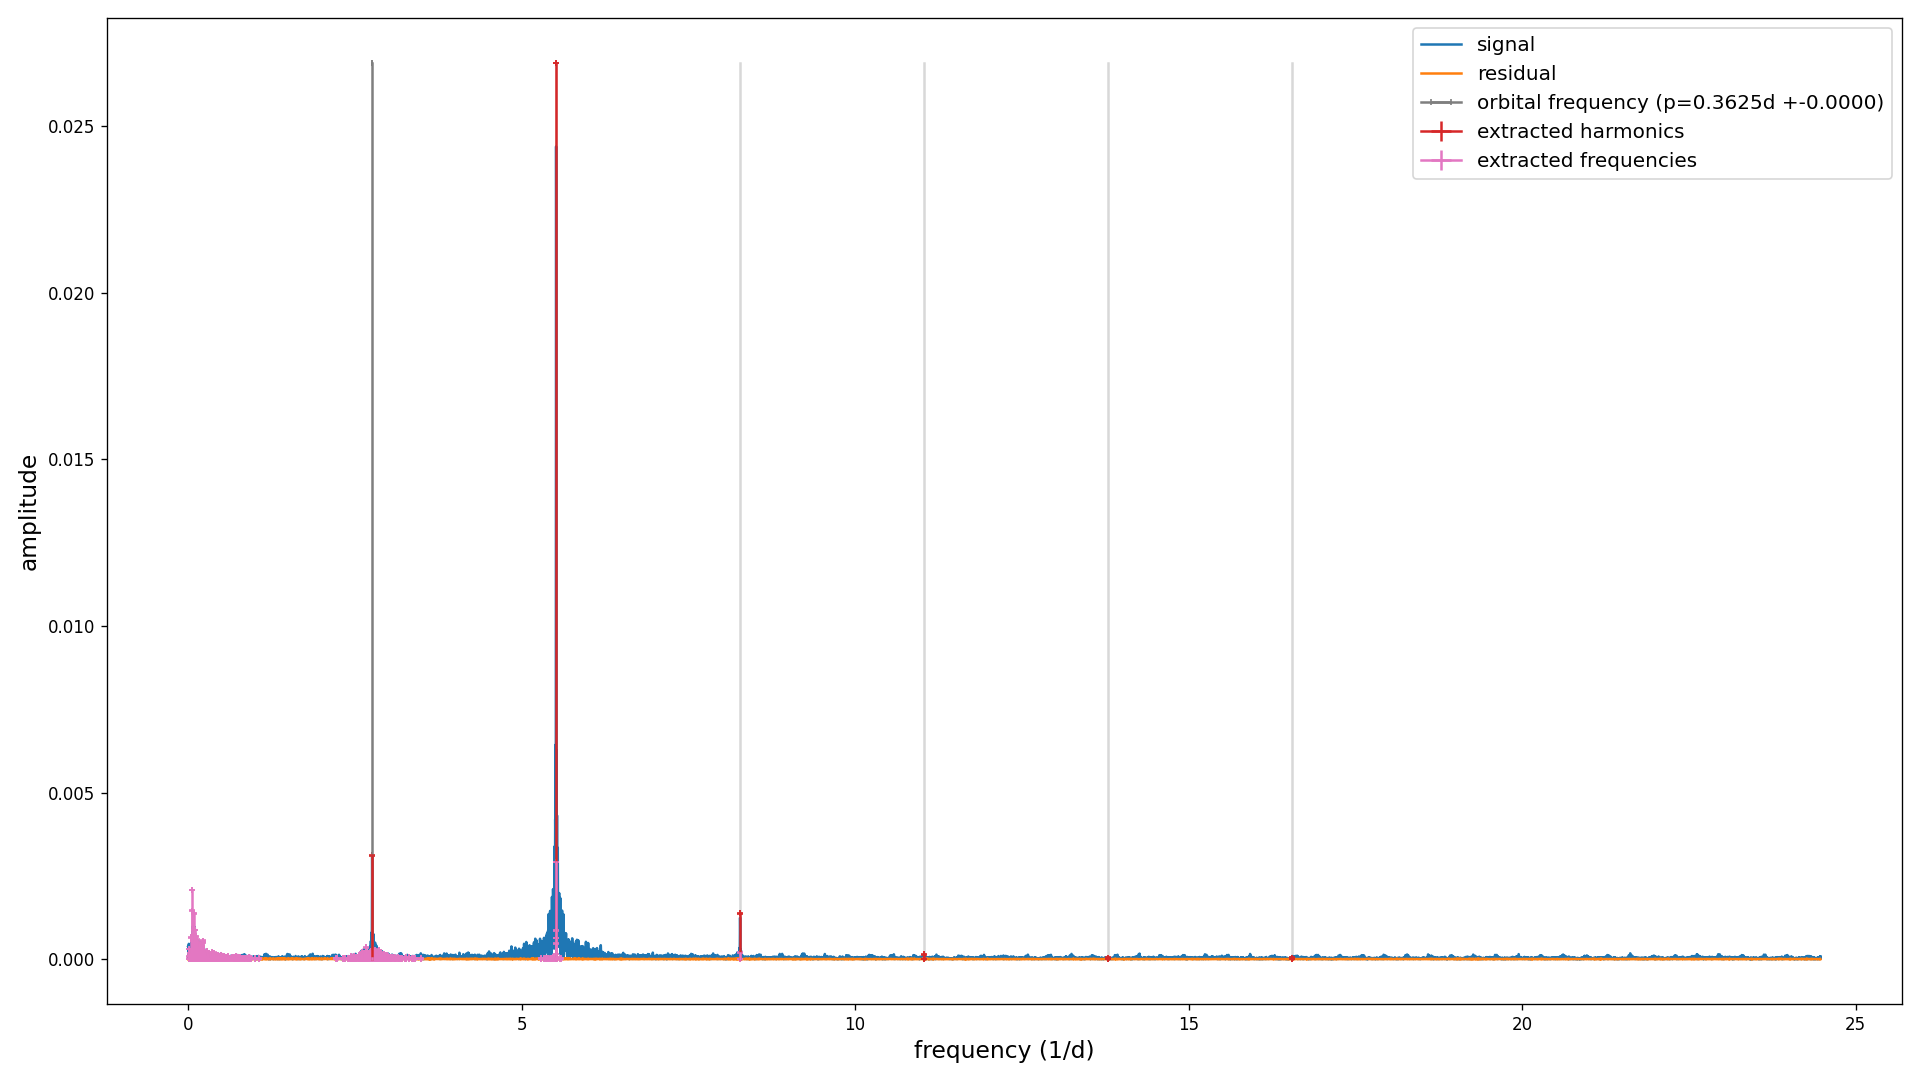 signal
residual
orbital frequency (p=0.3625d +-0.0000)
extracted harmonics
extracted frequencies
0.025
0.020
0.015
0.010
0.005
0.000
amplitude
0 5 10 15 20 25
frequency (1/d)